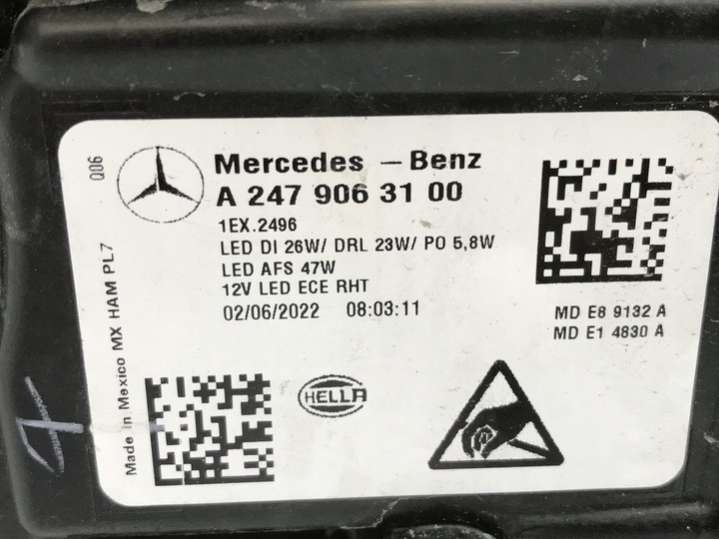 Q06
Mercedes - Benz
A 247 906 3 1 00
1EX.2496
LED DI 26W/ DRL 23W/ PO 5,8W
LED AFS 47W
12V LED ECE RHT
02/06/2022 08:03:11
MD E8 9132 A
MD E1 4830 A
Made in Mexico MX HAM PL7
HELLA